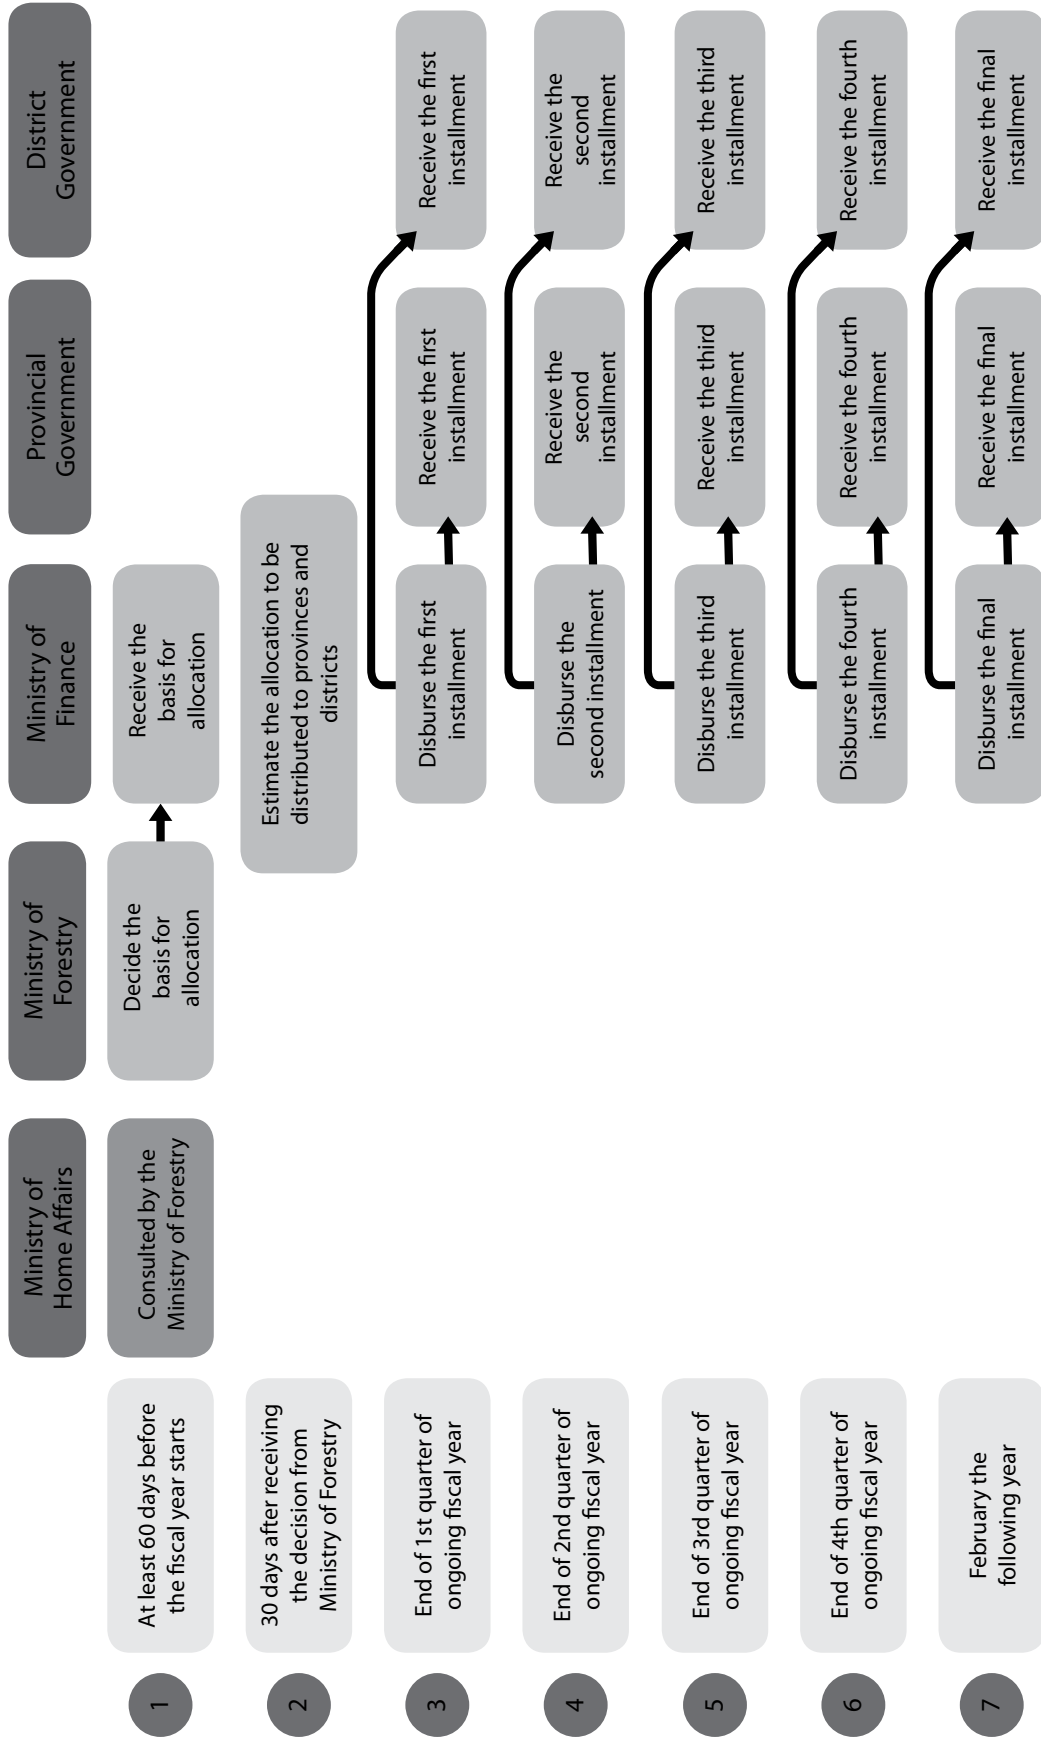 Ministry of
Home Affairs
Ministry of
Forestry
Ministry of
Finance
Provincial
Government
District
Government
1
At least 60 days before
the fiscal year starts
Consulted by the
Ministry of Forestry
Decide the
basis for
allocation
Receive the
basis for
allocation
2
30 days after receiving
the decision from
Ministry of Forestry
Estimate the allocation to be
distributed to provinces and
districts
3
End of 1st quarter of
ongoing fiscal year
Disburse the first
installment
Receive the first
installment
Receive the first
installment
4
End of 2nd quarter of
ongoing fiscal year
Disburse the
second installment
Receive the
second
installment
Receive the
second
installment
5
End of 3rd quarter of
ongoing fiscal year
Disburse the third
installment
Receive the third
installment
Receive the third
installment
6
End of 4th quarter of
ongoing fiscal year
Disburse the fourth
installment
Receive the fourth
installment
Receive the fourth
installment
7
February the
following year
Disburse the final
installment
Receive the final
installment
Receive the final
installment